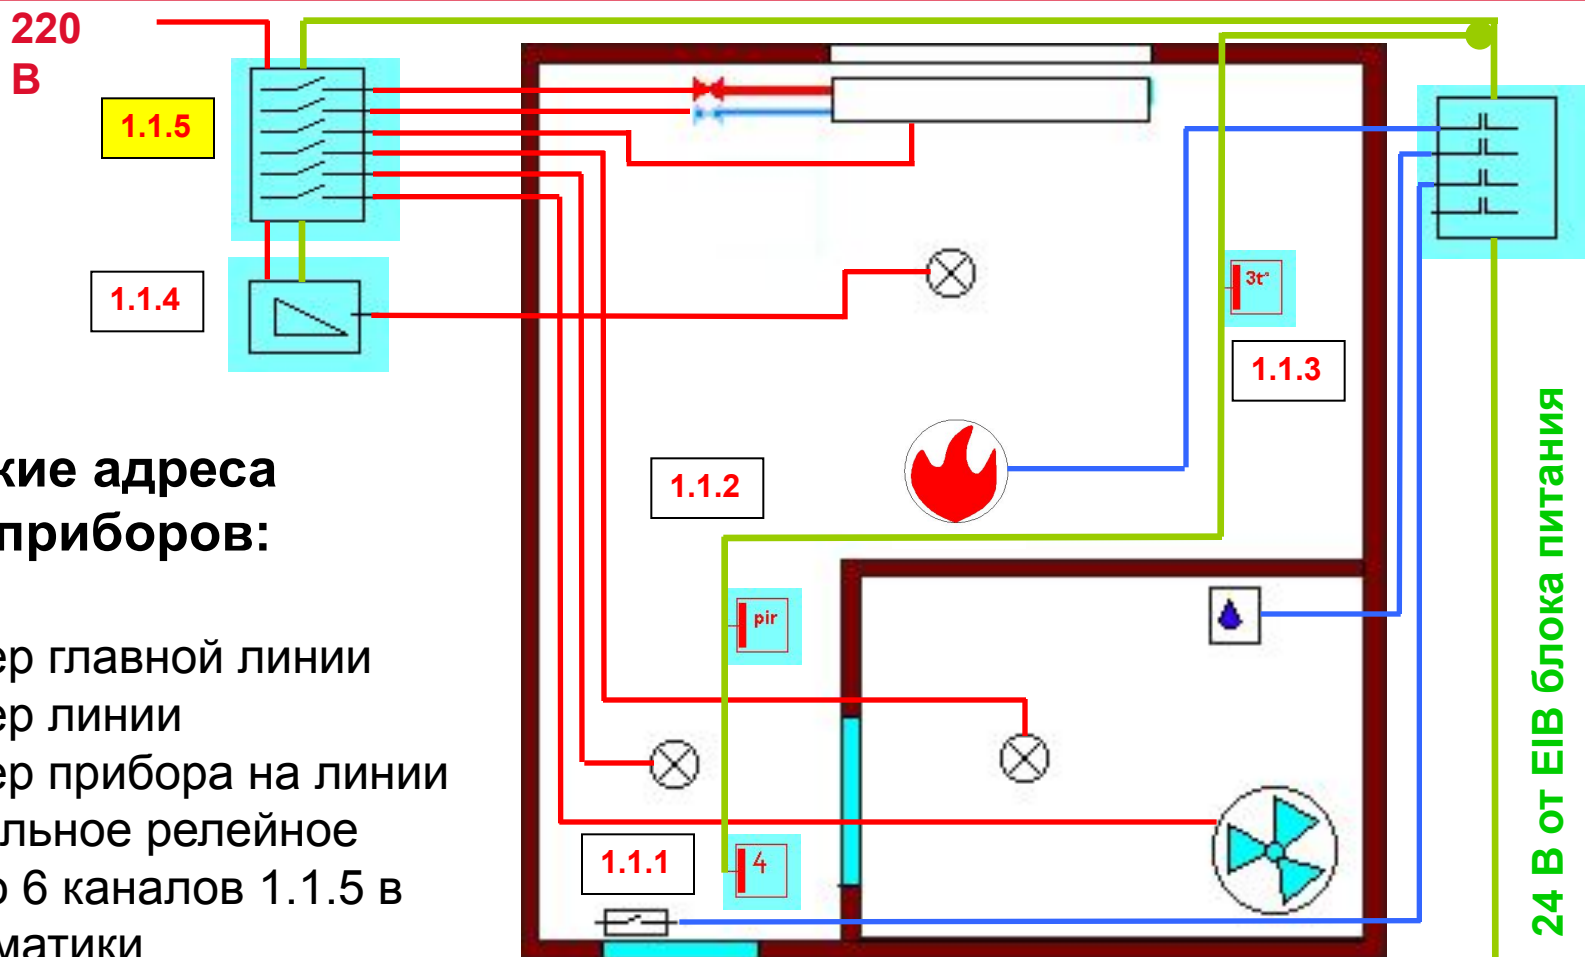 220
В
1.1.5
1.1.4
3t°
1.1.3
1.1.2
кие адреса
приборов:
pir
ер главной линии
ер линии
ер прибора на линии
альное релейное
о 6 каналов 1.1.5 в
матики
1.1.1
4
24 В от EIB блока питания